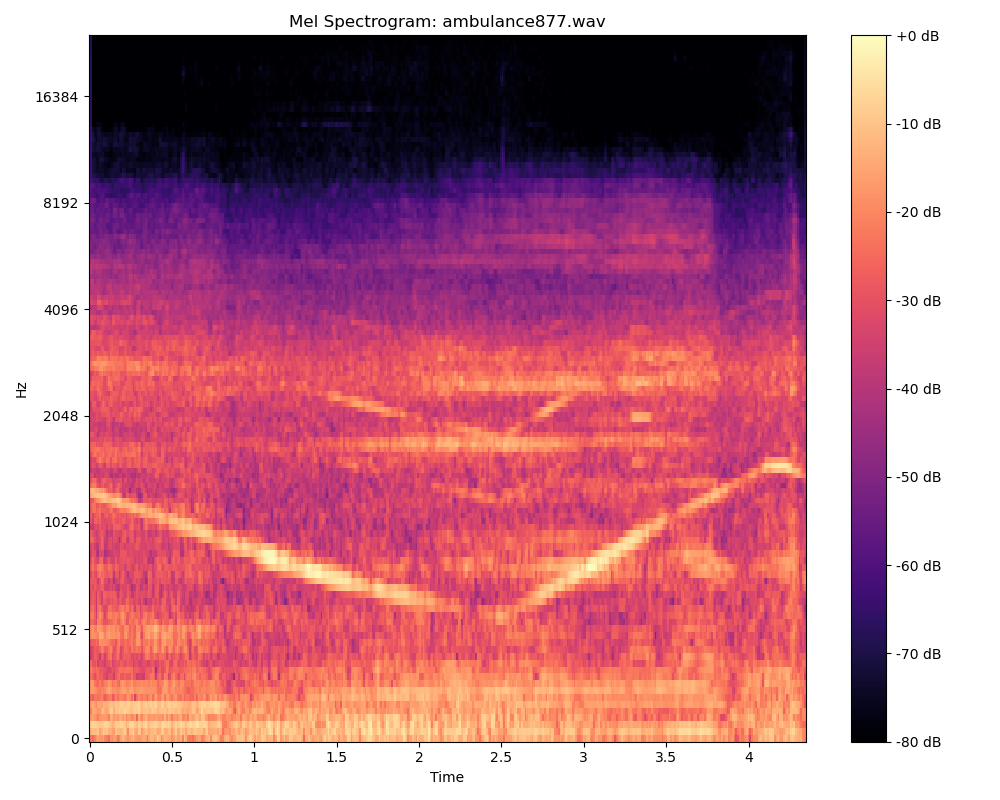 Mel Spectrogram: ambulance877.wav
+0 dB
16384
-10 dB
-20 dB
8192
-30 dB
4096
Hz
-40 dB
2048
-50 dB
1024
-60 dB
512
-70 dB
0
-80 dB
0 0.5 1 1.5 2 2.5 3 3.5 4
Time